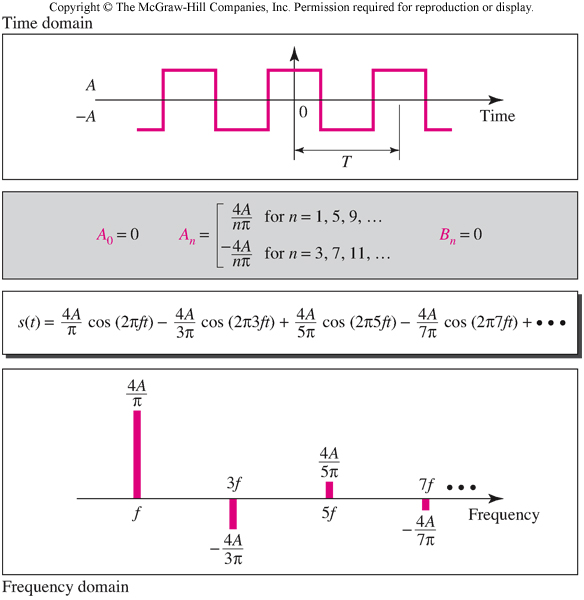 Copyright © The McGraw-Hill Companies, Inc. Permission required for reproduction or display.
Time domain
A
−A
0
Time
T
A₀ = 0
Aₙ = [ 4A/nπ for n = 1, 5, 9, …
−4A/nπ for n = 3, 7, 11, …
Bₙ = 0
s(t) = 4A/π cos (2πft) − 4A/3π cos (2π3ft) + 4A/5π cos (2π5ft) − 4A/7π cos (2π7ft) + •••
4A/π
4A/5π
3f
7f •••
f
5f
Frequency
−4A/3π
−4A/7π
Frequency domain